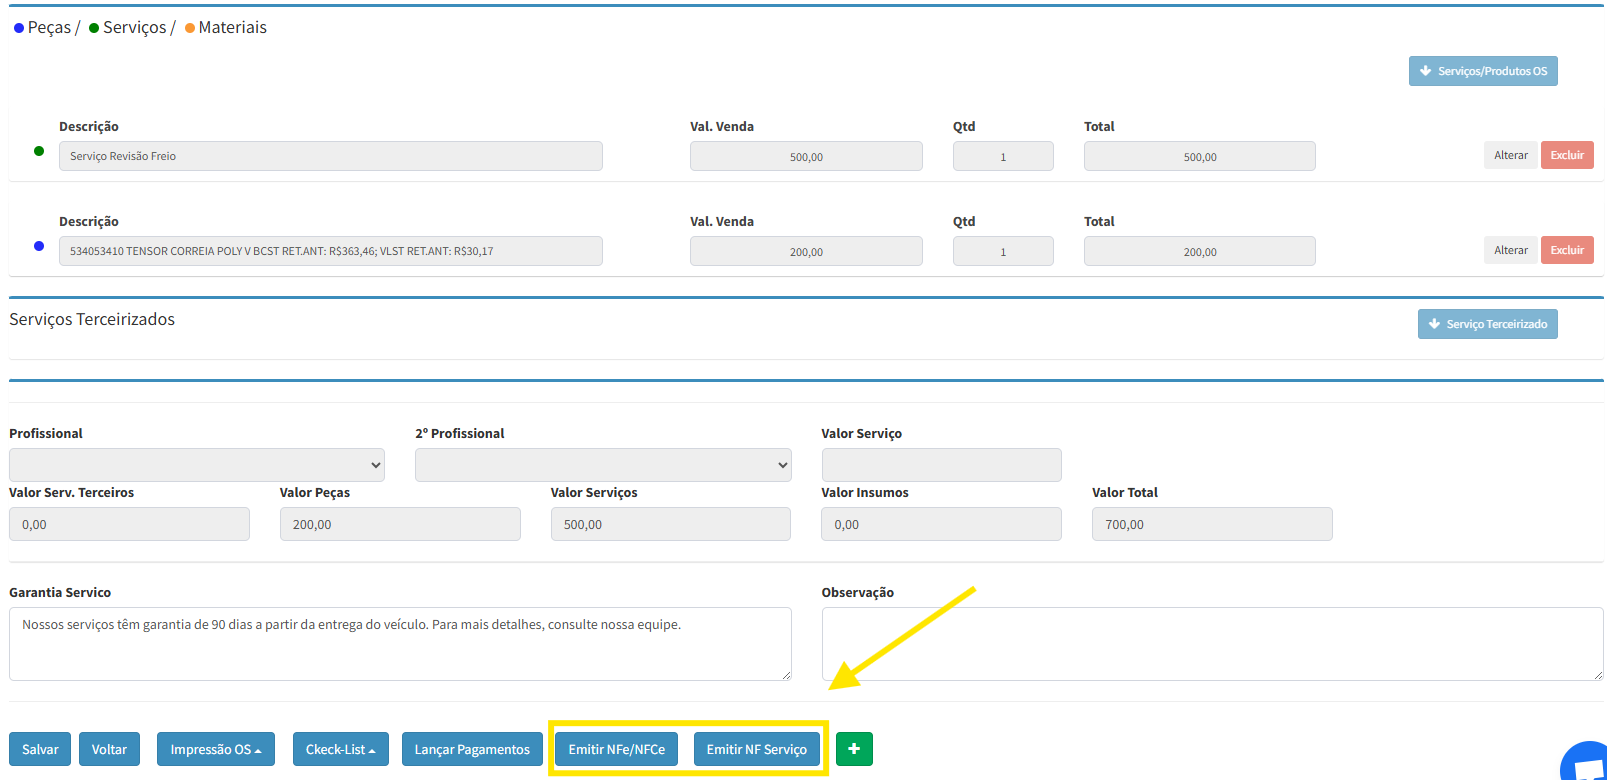 Peças / Serviços / Materiais
Serviços/Produtos OS
Descrição Val. Venda Qtd Total
Serviço Revisão Freio 500,00 1 500,00 Alterar Excluir
Descrição Val. Venda Qtd Total
534053410 TENSOR CORREIA POLY V BCST RET.ANT: R$363,46; VLST RET.ANT: R$30,17 200,00 1 200,00 Alterar Excluir
Serviços Terceirizados Serviço Terceirizado
Profissional 2º Profissional Valor Serviço
Valor Serv. Terceiros Valor Peças Valor Serviços Valor Insumos Valor Total
0,00 200,00 500,00 0,00 700,00
Garantia Servico Observação
Nossos serviços têm garantia de 90 dias a partir da entrega do veículo. Para mais detalhes, consulte nossa equipe.
Salvar Voltar Impressão OS Ckeck-List Lançar Pagamentos Emitir NFe/NFCe Emitir NF Serviço +